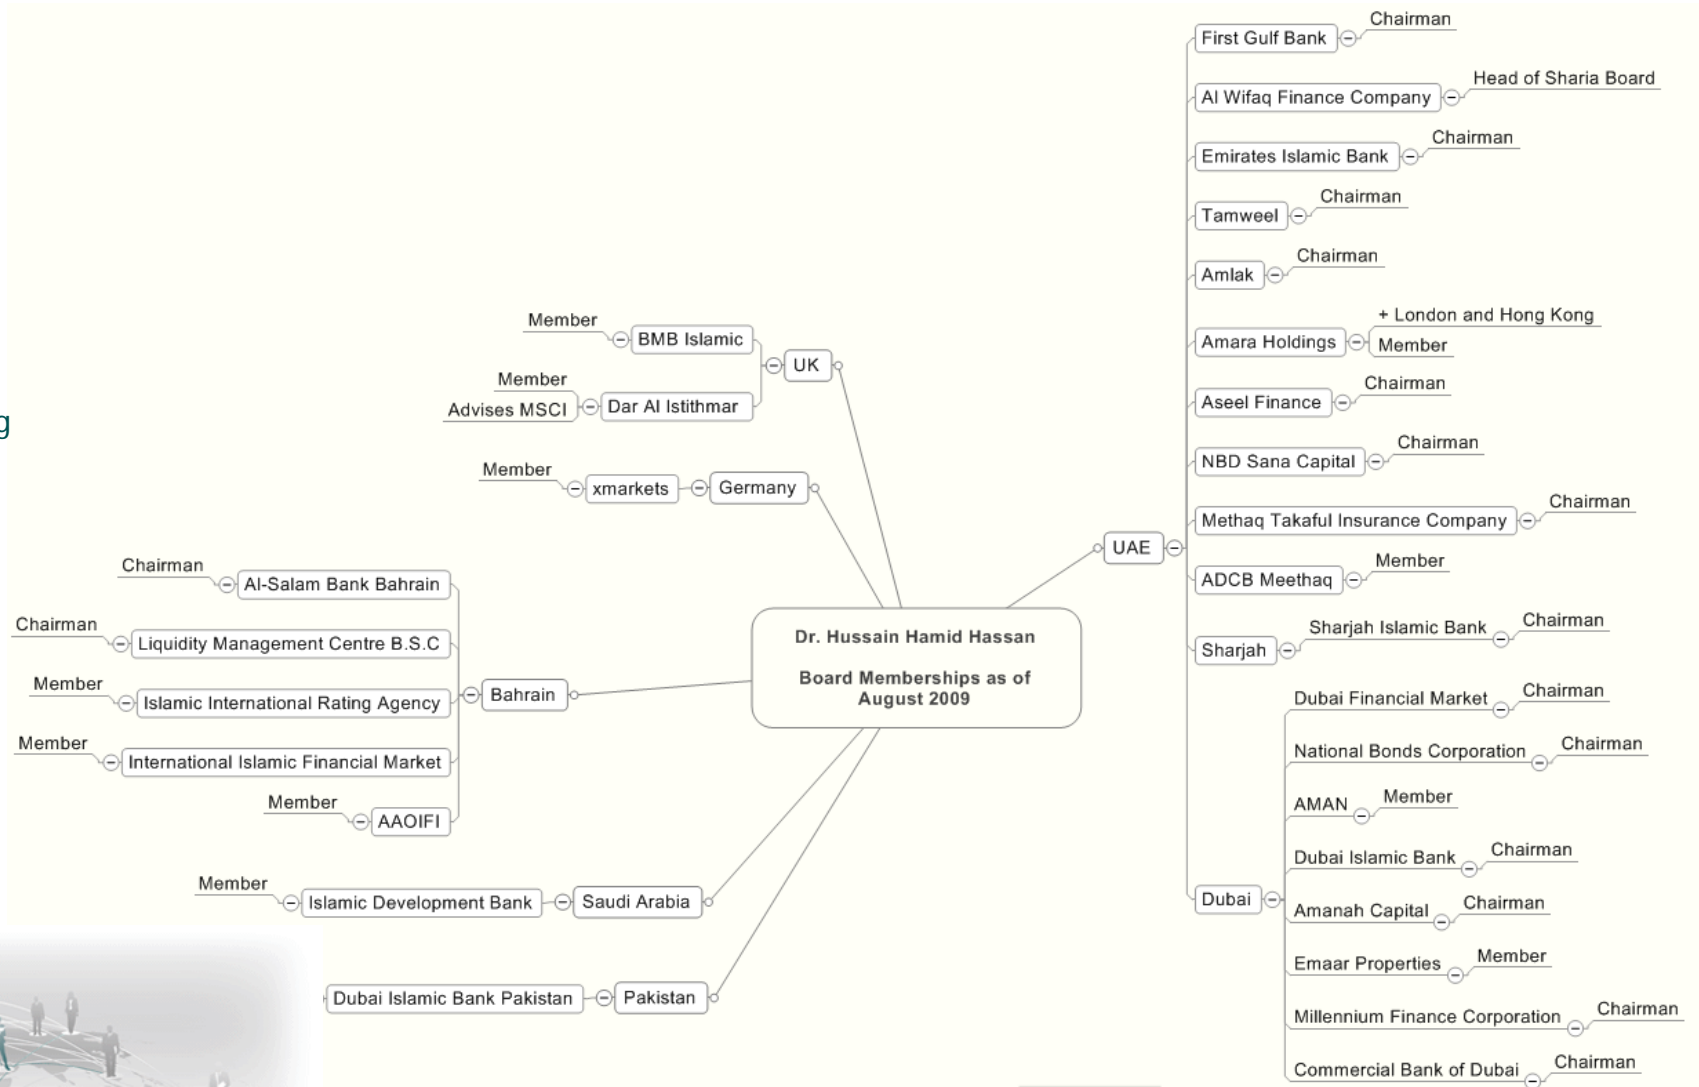 Dr. Hussain Hamid Hassan
Board Memberships as of
August 2009
UK
BMB Islamic
Member
Dar Al Istithmar
Member
Advises MSCI
Germany
xmarkets
Member
Bahrain
Al-Salam Bank Bahrain
Chairman
Liquidity Management Centre B.S.C
Chairman
Islamic International Rating Agency
Member
International Islamic Financial Market
Member
AAOIFI
Member
Saudi Arabia
Islamic Development Bank
Member
Pakistan
Dubai Islamic Bank Pakistan
UAE
First Gulf Bank
Chairman
Al Wifaq Finance Company
Head of Sharia Board
Emirates Islamic Bank
Chairman
Tamweel
Chairman
Amlak
Chairman
Amara Holdings
+ London and Hong Kong
Member
Aseel Finance
Chairman
NBD Sana Capital
Chairman
Methaq Takaful Insurance Company
Chairman
ADCB Meethaq
Member
Sharjah
Sharjah Islamic Bank
Chairman
Dubai
Dubai Financial Market
Chairman
National Bonds Corporation
Chairman
AMAN
Member
Dubai Islamic Bank
Chairman
Amanah Capital
Chairman
Emaar Properties
Member
Millennium Finance Corporation
Chairman
Commercial Bank of Dubai
Chairman